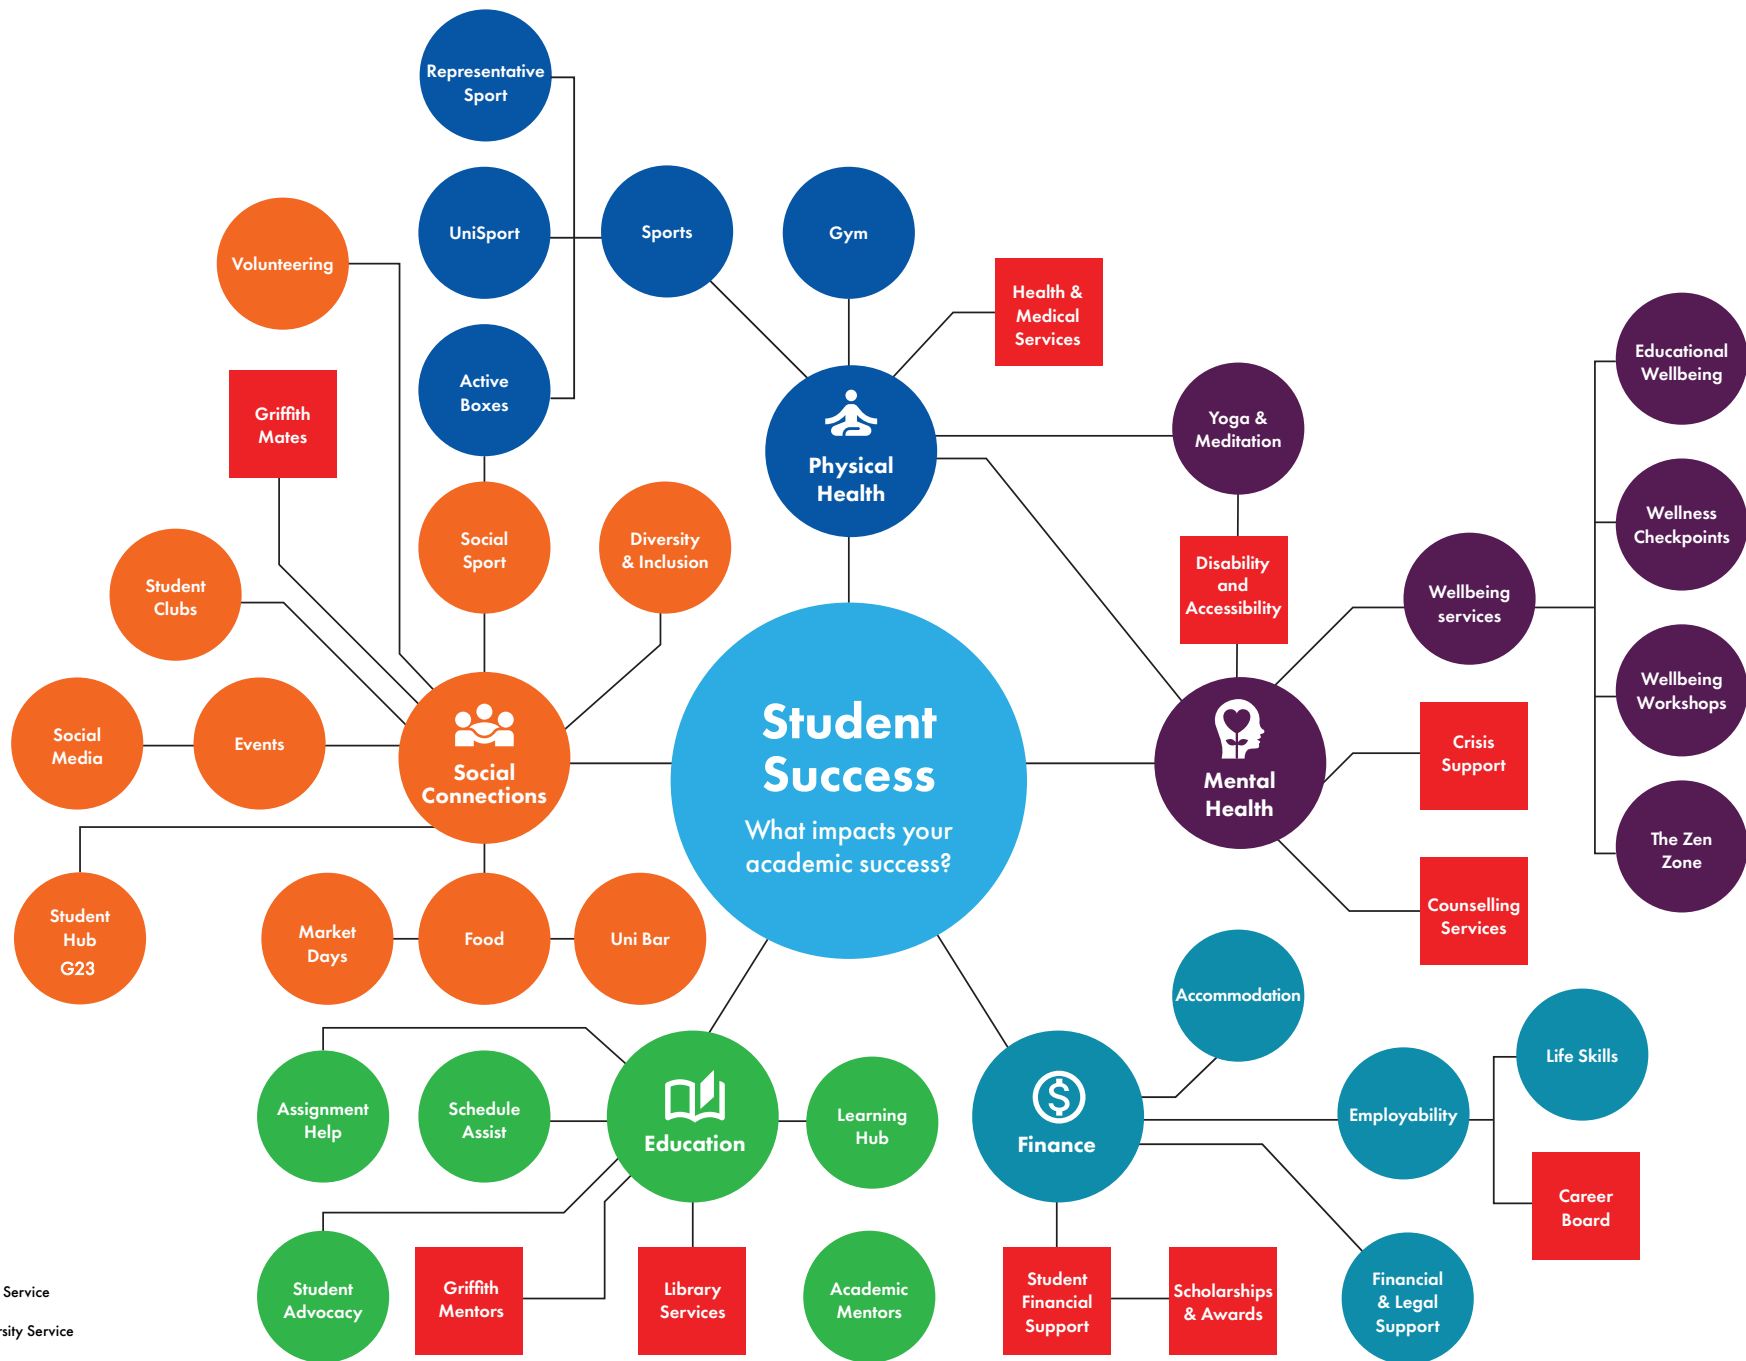 Representative
Sport
UniSport
Sports
Gym
Volunteering
Health &
Medical
Services
Active
Boxes
Griffith
Mates
Physical
Health
Yoga &
Meditation
Educational
Wellbeing
Wellness
Checkpoints
Social
Sport
Diversity
& Inclusion
Student
Clubs
Disability
and
Accessibility
Wellbeing
services
Wellbeing
Workshops
Social
Media
Events
Social
Connections
Student
Success
What impacts your
academic success?
Mental
Health
Crisis
Support
The Zen
Zone
Counselling
Services
Student
Hub
G23
Market
Days
Food
Uni Bar
Accommodation
Assignment
Help
Schedule
Assist
Education
Learning
Hub
Finance
Employability
Life Skills
Career
Board
Student
Advocacy
Griffith
Mentors
Library
Services
Academic
Mentors
Student
Financial
Support
Scholarships
& Awards
Financial
& Legal
Support
Service
Service